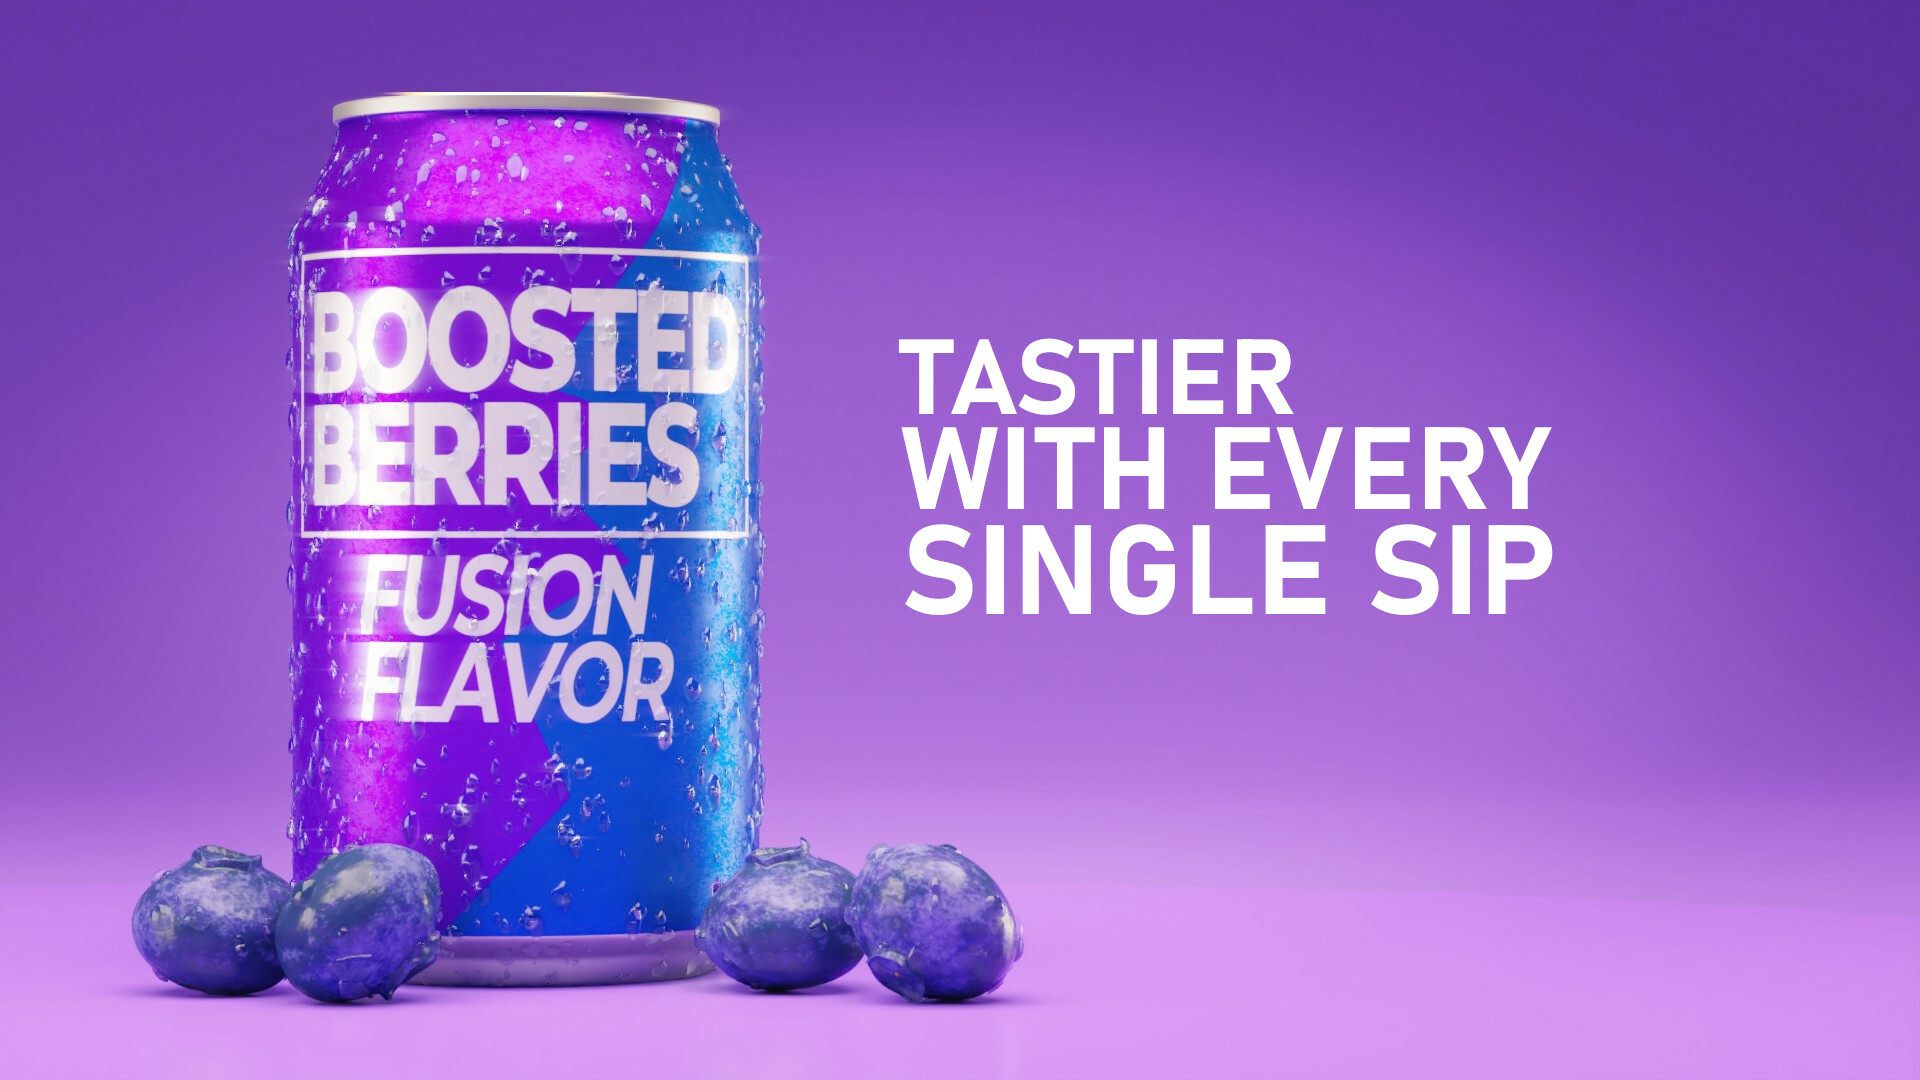 BOOSTED
BERRIES
FUSION
FLAVOR
TASTIER
WITH EVERY
SINGLE SIP